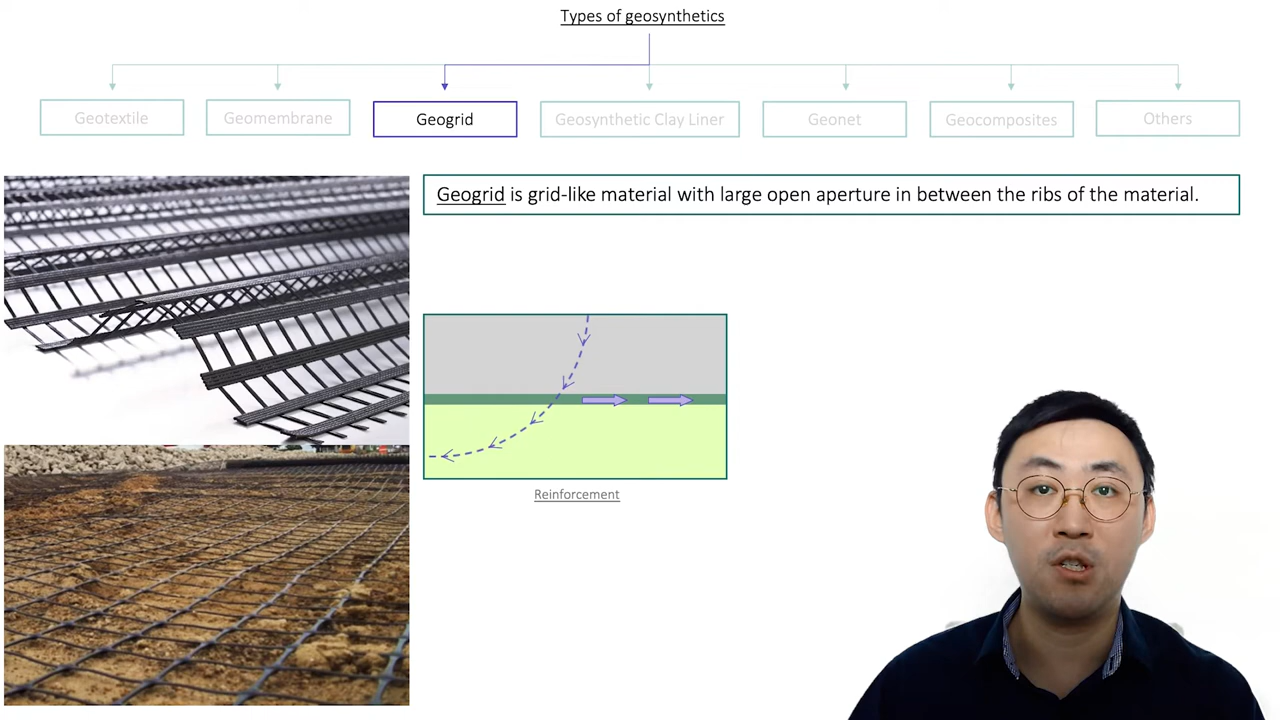 Types of geosynthetics
Geotextile
Geomembrane
Geogrid
Geosynthetic Clay Liner
Geonet
Geocomposites
Others
Geogrid is grid-like material with large open aperture in between the ribs of the material.
Reinforcement